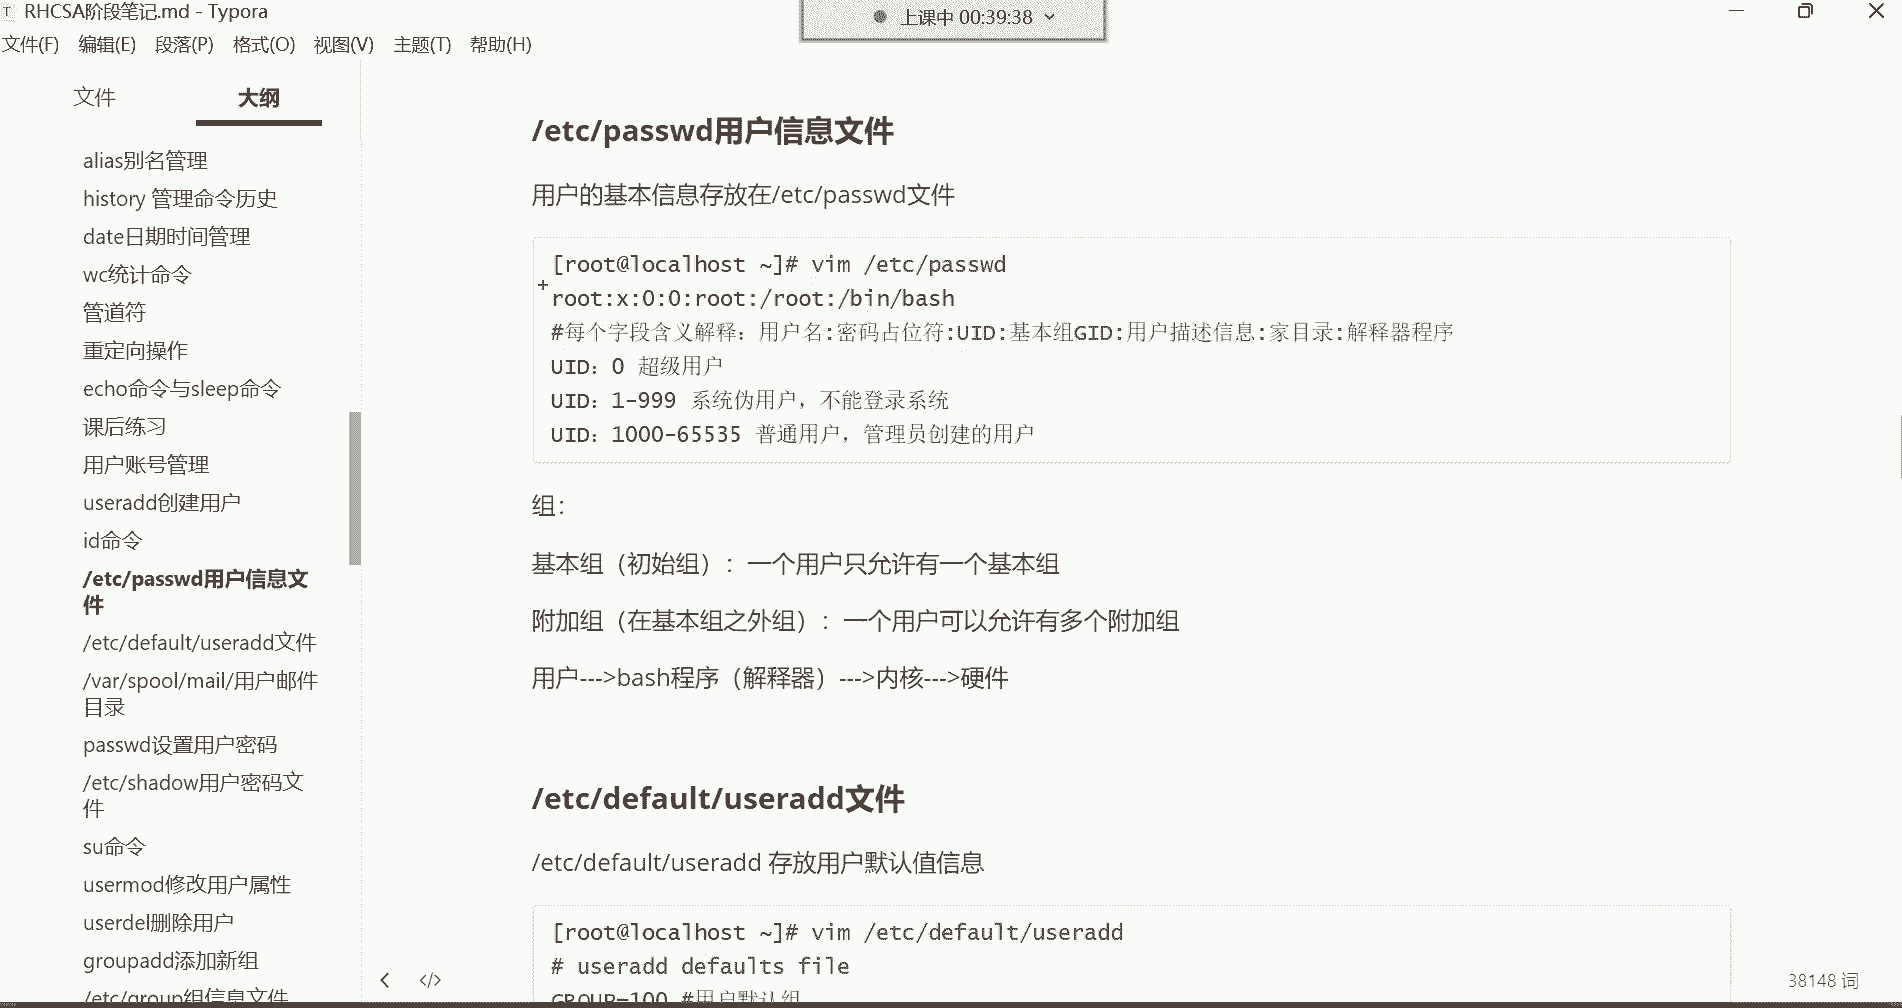 RHCSA阶段笔记.md - Typora
上课中 00:39:38
文件(F) 编辑(E) 段落(P) 格式(O) 视图(V) 主题(T) 帮助(H)
文件 大纲
alias别名管理
history 管理命令历史
date日期时间管理
wc统计命令
管道符
重定向操作
echo命令与sleep命令
课后练习
用户账号管理
useradd创建用户
id命令
/etc/passwd用户信息文
件
/etc/default/useradd文件
/var/spool/mail/用户邮件
目录
passwd设置用户密码
/etc/shadow用户密码文
件
su命令
usermod修改用户属性
userdel删除用户
groupadd添加新组
/etc/group组信息文件
/etc/passwd用户信息文件
用户的基本信息存放在/etc/passwd文件
[root@localhost ~]# vim /etc/passwd
root:x:0:0:root:/root:/bin/bash
#每个字段含义解释：用户名:密码占位符:UID:基本组GID:用户描述信息:家目录:解释器程序
UID：0 超级用户
UID：1-999 系统伪用户，不能登录系统
UID：1000-65535 普通用户，管理员创建的用户
组：
基本组（初始组）：一个用户只允许有一个基本组
附加组（在基本组之外组）：一个用户可以允许有多个附加组
用户--->bash程序（解释器）--->内核--->硬件
/etc/default/useradd文件
/etc/default/useradd 存放用户默认值信息
[root@localhost ~]# vim /etc/default/useradd
# useradd defaults file
GROUP=100 #用户默认组
38148 词